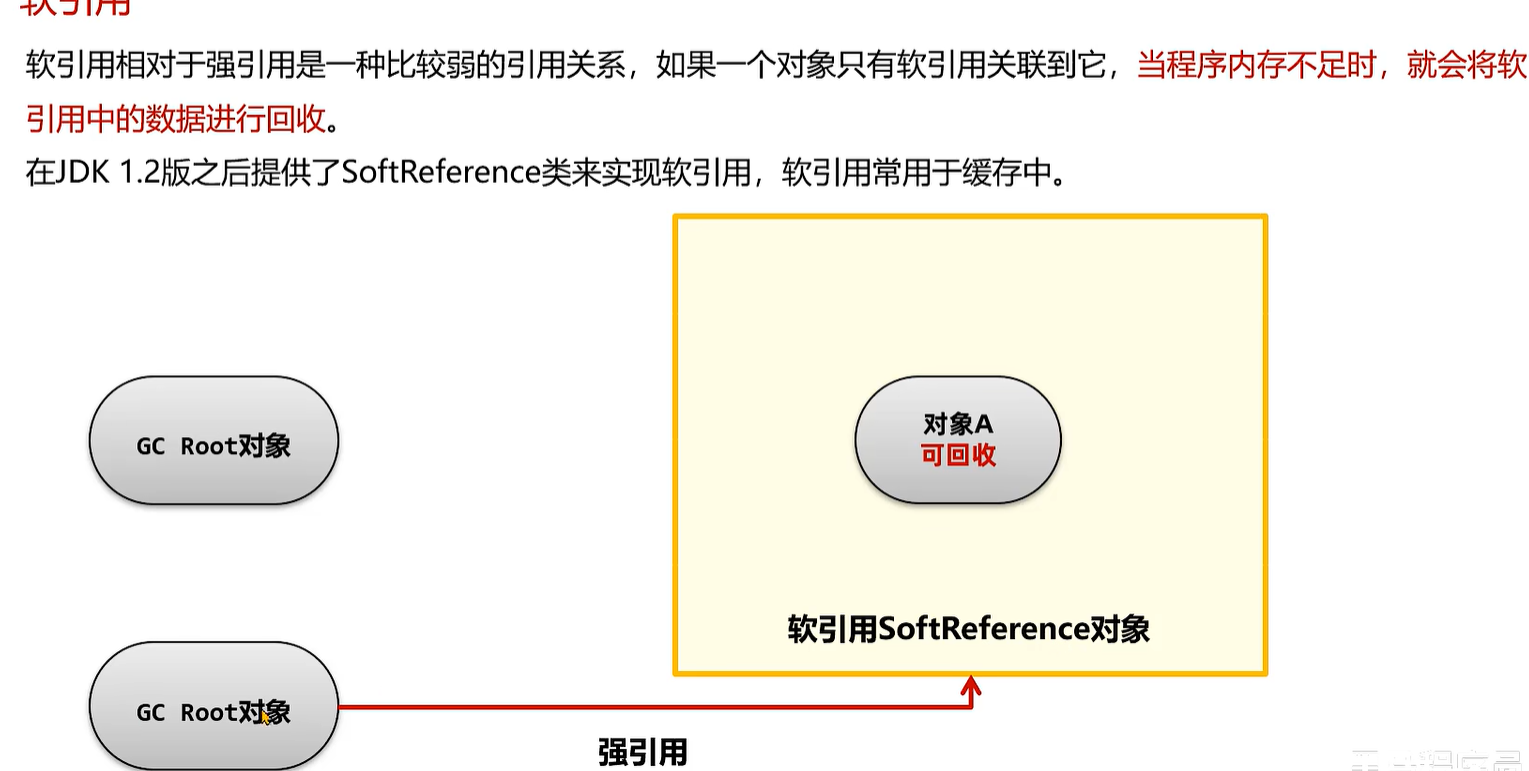 软引用
软引用相对于强引用是一种比较弱的引用关系，如果一个对象只有软引用关联到它，当程序内存不足时，就会将软
引用中的数据进行回收。
在JDK 1.2版之后提供了SoftReference类来实现软引用，软引用常用于缓存中。
GC Root对象
对象A
可回收
软引用SoftReference对象
GC Root对象
强引用